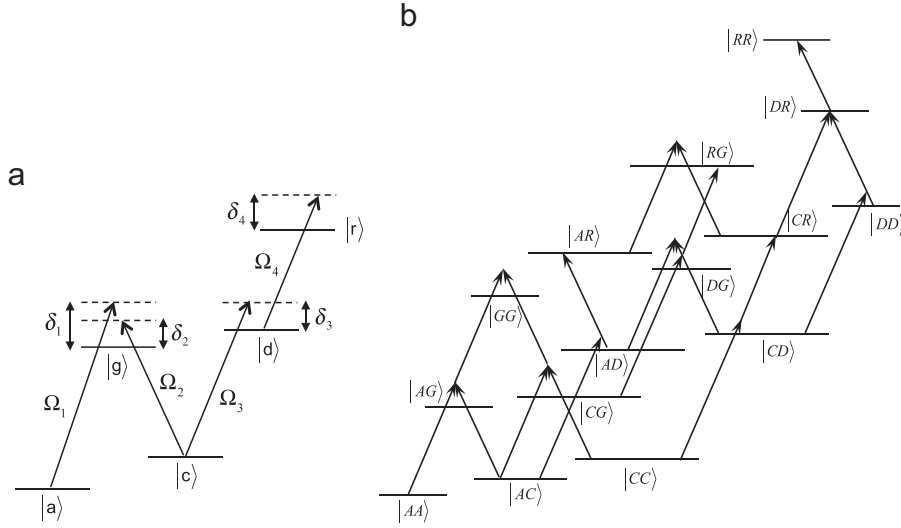 b
|RR⟩
|DR⟩
a
|RG⟩
δ₄
|r⟩
|AR⟩
|CR⟩
|DD⟩
Ω₄
|DG⟩
δ₁
δ₂
δ₃
|GG⟩
|d⟩
|g⟩
|AD⟩
|CD⟩
Ω₁
Ω₂
Ω₃
|AG⟩
|CG⟩
|c⟩
|CC⟩
|a⟩
|AA⟩
|AC⟩